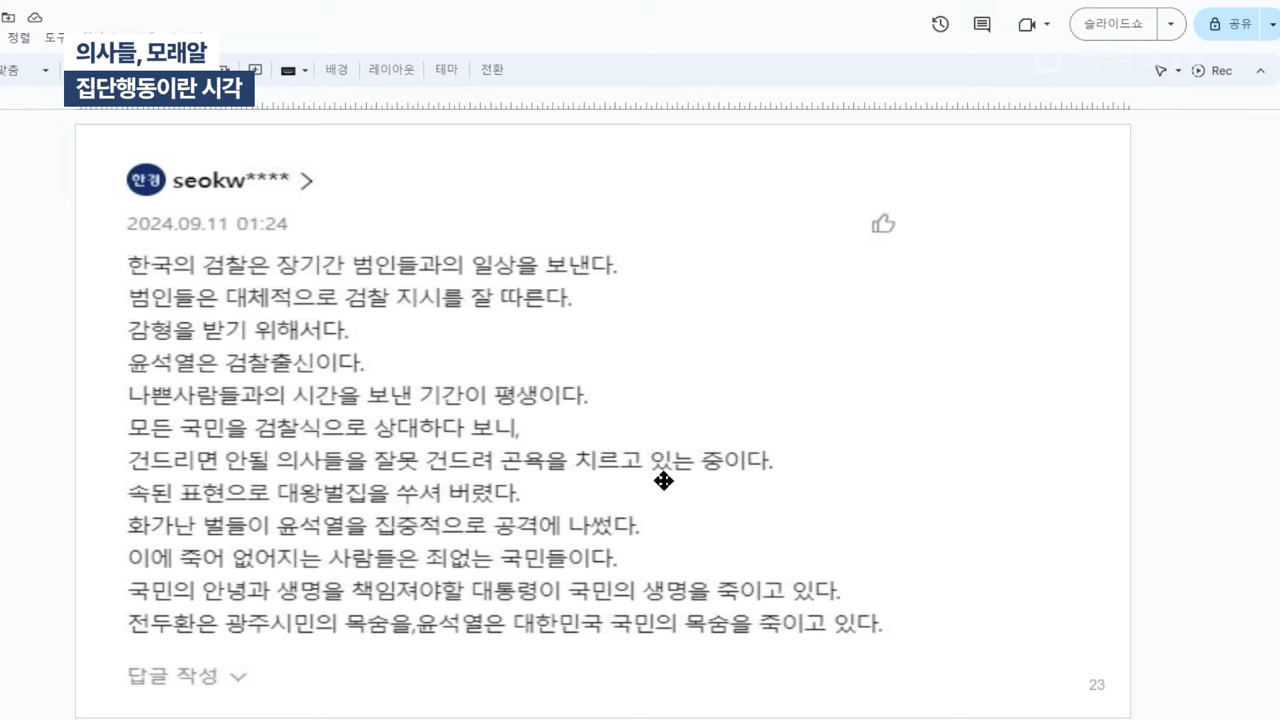 정렬
의사들, 모래알
집단행동이란 시각
맞춤
배경
레이아웃
테마
전환
슬라이드쇼
공유
Rec
한경 seokw****
2024.09.11 01:24
한국의 검찰은 장기간 범인들과의 일상을 보낸다.
범인들은 대체적으로 검찰 지시를 잘 따른다.
감형을 받기 위해서다.
윤석열은 검찰출신이다.
나쁜사람들과의 시간을 보낸 기간이 평생이다.
모든 국민을 검찰식으로 상대하다 보니,
건드리면 안될 의사들을 잘못 건드려 곤욕을 치르고 있는 중이다.
속된 표현으로 대왕벌집을 쑤셔 버렸다.
화가난 벌들이 윤석열을 집중적으로 공격에 나썼다.
이에 죽어 없어지는 사람들은 죄없는 국민들이다.
국민의 안녕과 생명을 책임져야할 대통령이 국민의 생명을 죽이고 있다.
전두환은 광주시민의 목숨을,윤석열은 대한민국 국민의 목숨을 죽이고 있다.
답글 작성
23